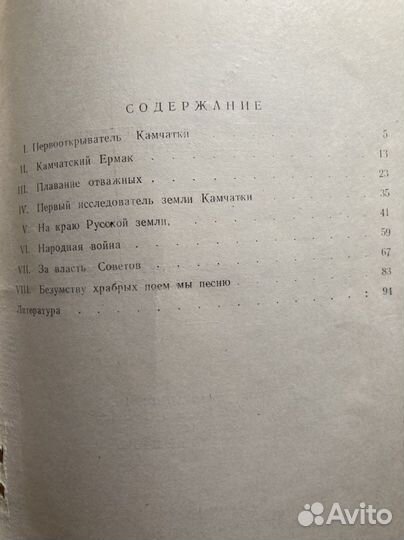 СОДЕРЖАНИЕ
I. Первооткрыватель Камчатки 5
II. Камчатский Ермак 13
III. Плавание отважных 23
IV. Первый исследователь земли Камчатки 35
V. На краю Русской земли. 41
VI. Народная война 59
VII. За власть Советов 67
VIII. Безумству храбрых поем мы песню 83
Литература 94
Avito